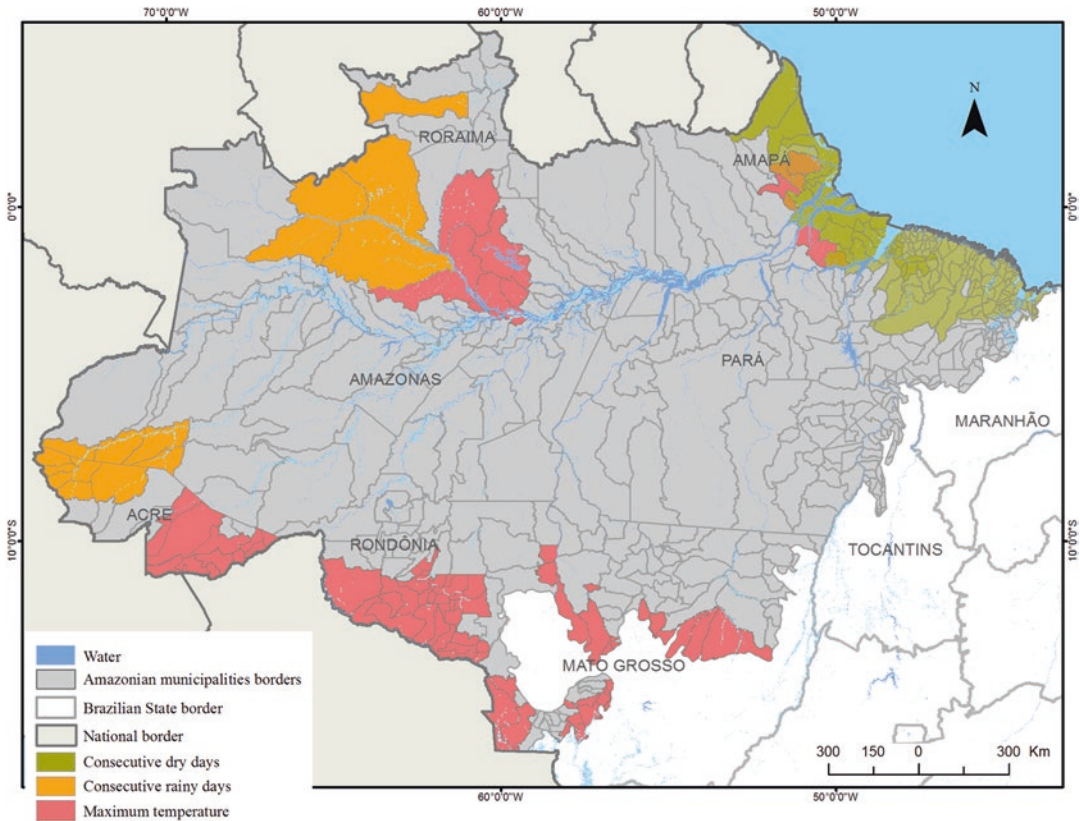 70°0'0"W 60°0'0"W 50°0'0"W
N
RORAIMA
AMAPÁ
0°0'0" 0°0'0"
AMAZONAS
PARÁ
MARANHÃO
ACRE
RONDÔNIA
10°0'0"S 10°0'0"S
TOCANTINS
MATO GROSSO
Water
Amazonian municipalities borders
Brazilian State border
National border
Consecutive dry days
Consecutive rainy days
Maximum temperature
300 150 0 300 Km
60°0'0"W 50°0'0"W